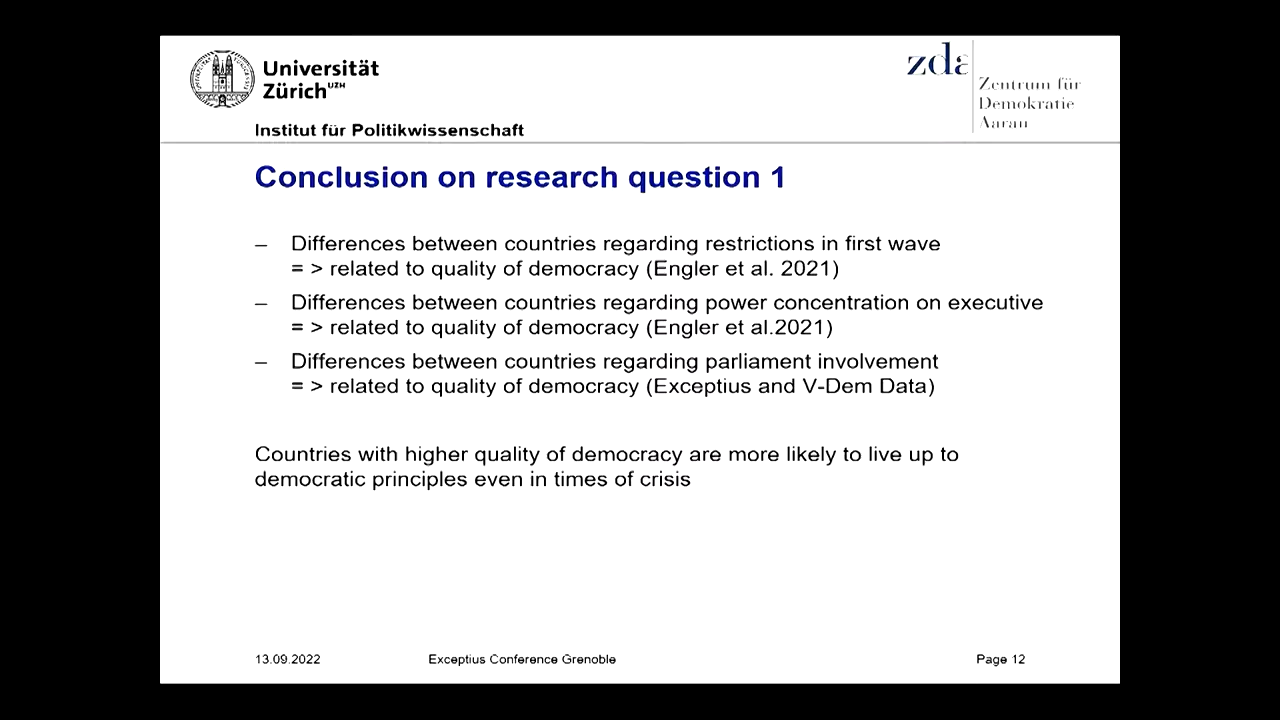 Universität
Zürich UZH
zda
Zentrum für
Demokratie
Aarau
Institut für Politikwissenschaft
Conclusion on research question 1
– Differences between countries regarding restrictions in first wave
= > related to quality of democracy (Engler et al. 2021)
– Differences between countries regarding power concentration on executive
= > related to quality of democracy (Engler et al.2021)
– Differences between countries regarding parliament involvement
= > related to quality of democracy (Exceptius and V-Dem Data)
Countries with higher quality of democracy are more likely to live up to
democratic principles even in times of crisis
13.09.2022 Exceptius Conference Grenoble Page 12